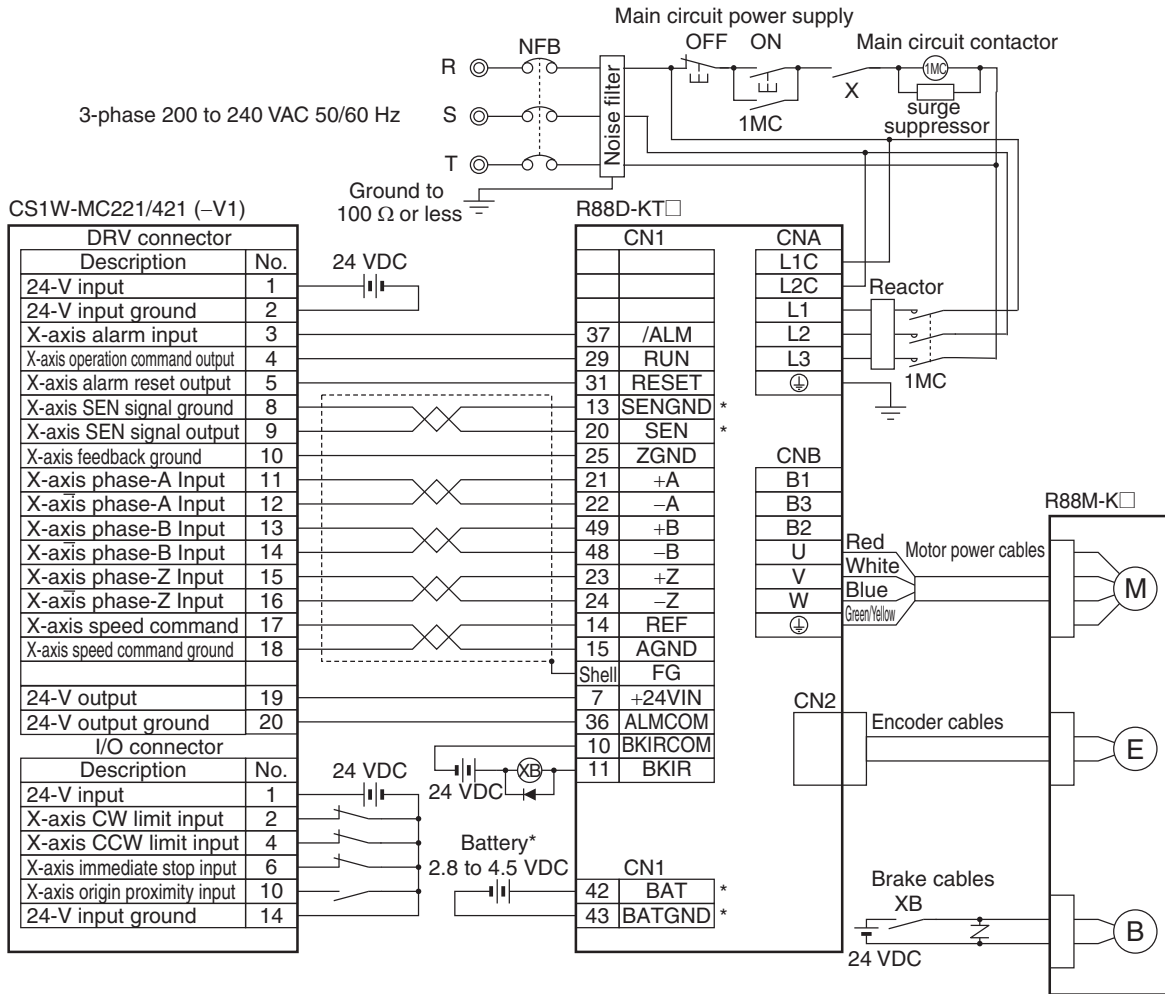 Main circuit power supply
OFF ON Main circuit contactor
NFB
R
1MC
X
surge suppressor
1MC
Noise filter
3-phase 200 to 240 VAC 50/60 Hz
S
T
Ground to
100 Ω or less
CS1W-MC221/421 (–V1)
DRV connector
Description No.
24-V input 1
24-V input ground 2
X-axis alarm input 3
X-axis operation command output 4
X-axis alarm reset output 5
X-axis SEN signal ground 8
X-axis SEN signal output 9
X-axis feedback ground 10
X-axis phase-A Input 11
X-axis phase-A Input 12
X-axis phase-B Input 13
X-axis phase-B Input 14
X-axis phase-Z Input 15
X-axis phase-Z Input 16
X-axis speed command 17
X-axis speed command ground 18
24-V output 19
24-V output ground 20
I/O connector
Description No.
24-V input 1
X-axis CW limit input 2
X-axis CCW limit input 4
X-axis immediate stop input 6
X-axis origin proximity input 10
24-V input ground 14
24 VDC
24 VDC
R88D-KT□
CN1
37 /ALM
29 RUN
31 RESET
13 SENGND *
20 SEN *
25 ZGND
21 +A
22 –A
49 +B
48 –B
23 +Z
24 –Z
14 REF
15 AGND
Shell FG
7 +24VIN
36 ALMCOM
10 BKIRCOM
11 BKIR
XB
24 VDC
Battery*
2.8 to 4.5 VDC
CN1
42 BAT *
43 BATGND *
CNA
L1C
L2C
L1
L2
L3
Reactor
1MC
CNB
B1
B3
B2
U
V
W
Red
White
Blue
Green/Yellow
Motor power cables
R88M-K□
M
CN2
Encoder cables
E
Brake cables
XB
24 VDC
B